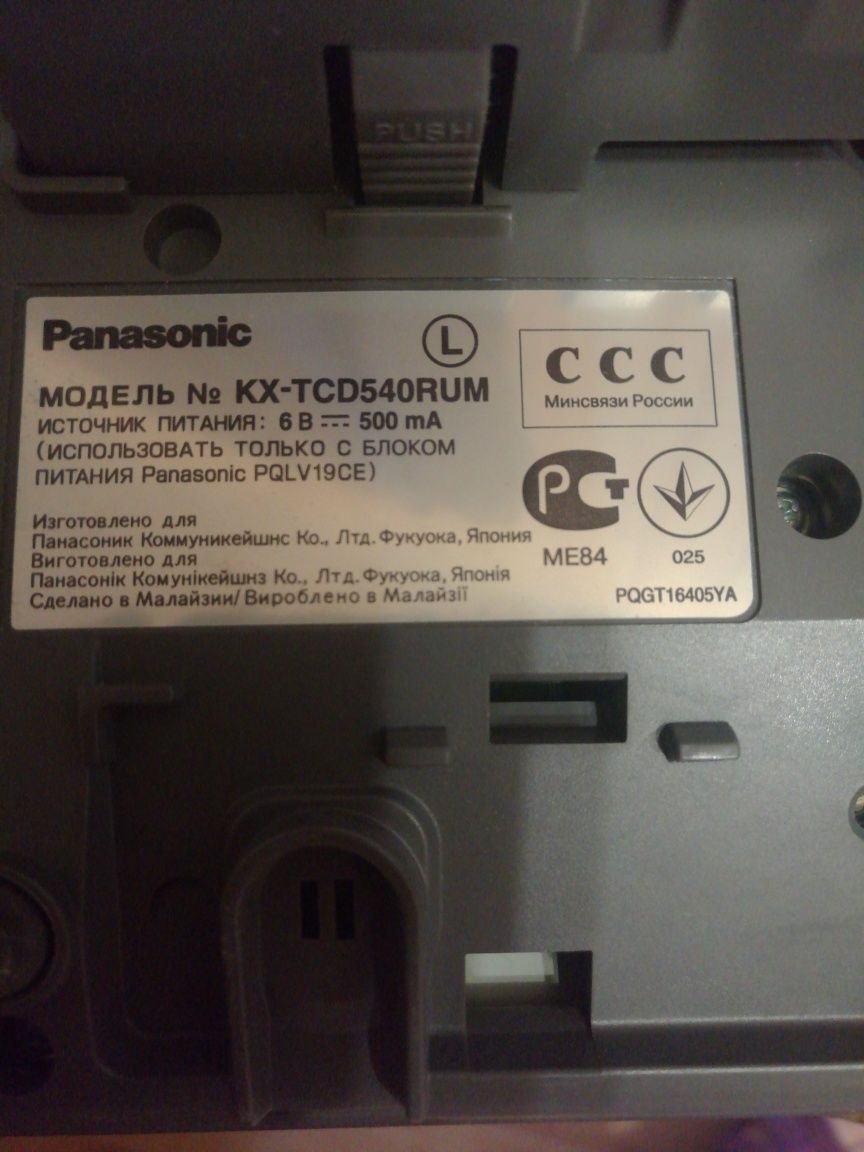 PUSH
Panasonic
L
МОДЕЛЬ № KX-TCD540RUM
ИСТОЧНИК ПИТАНИЯ: 6 В 500 mA
(ИСПОЛЬЗОВАТЬ ТОЛЬКО С БЛОКОМ
ПИТАНИЯ Panasonic PQLV19CE)
ССС
Минсвязи России
РСТ
ME84
025
Изготовлено для
Панасоник Коммуникейшнс Ко., Лтд. Фукуока, Япония
Виготовлено для
Панасонік Комунікейшнз Ко., Лтд. Фукуока, Японія
Сделано в Малайзии/ Вироблено в Малайзії
PQGT16405YA